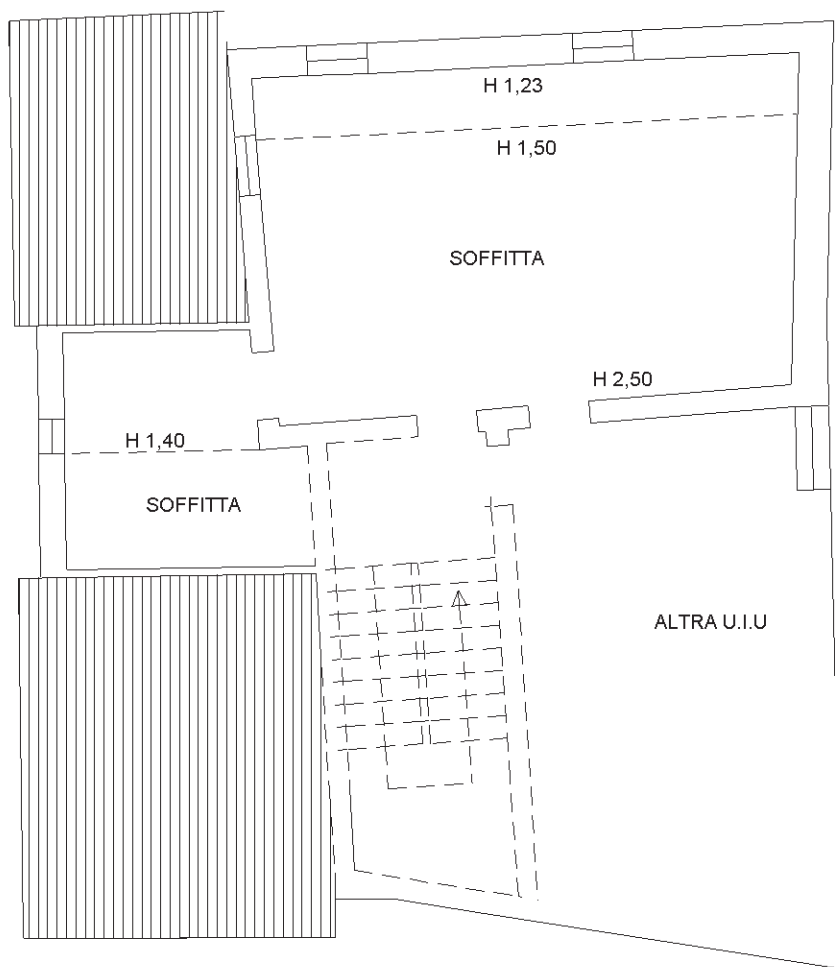 H 1,23
H 1,50
SOFFITTA
H 2,50
H 1,40
SOFFITTA
ALTRA U.I.U